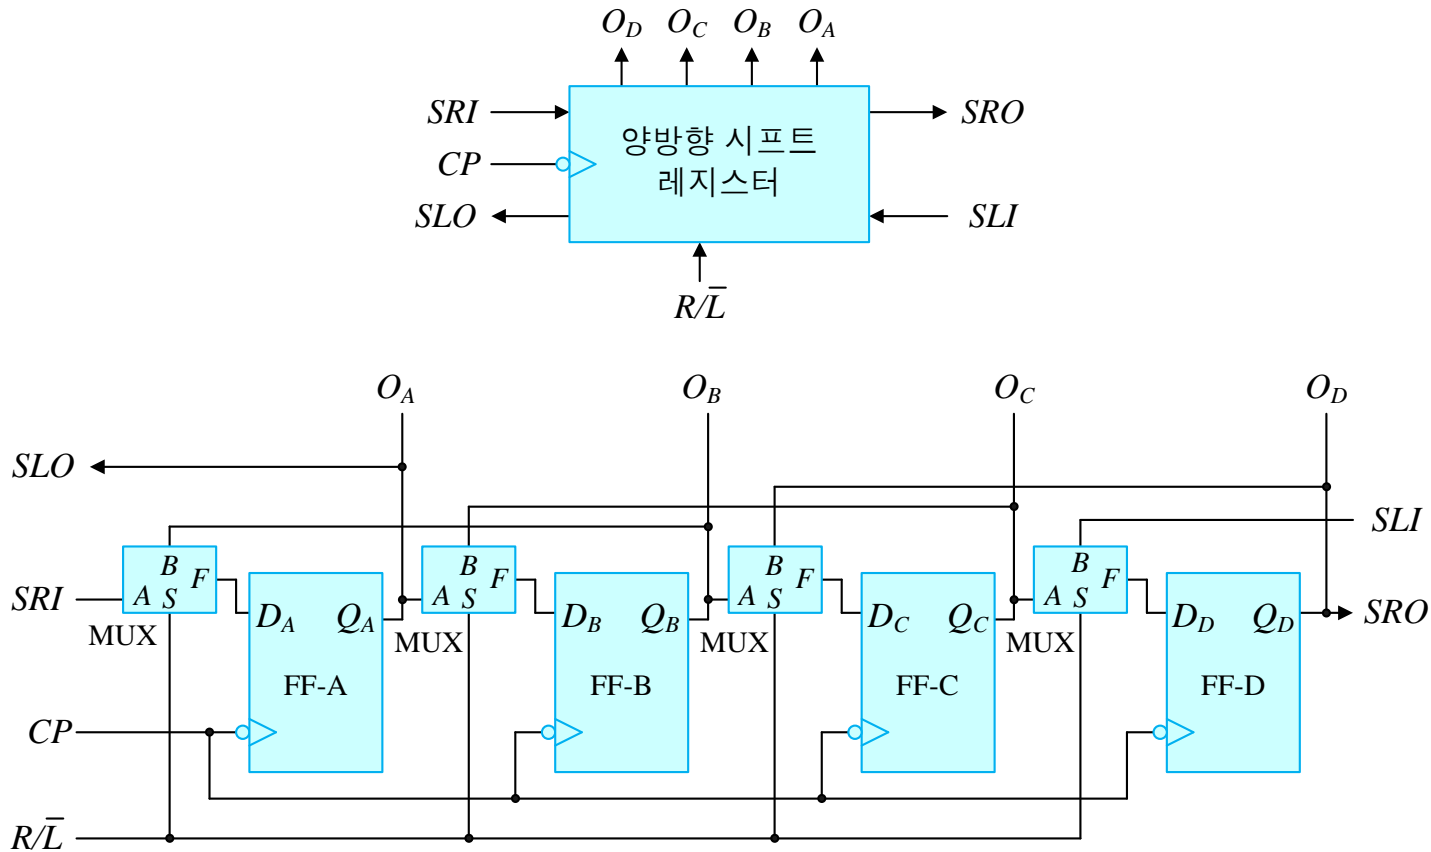 O_D O_C O_B O_A
SRI SRO
양방향 시프트
CP
레지스터
SLO SLI
R/L̅
O_A O_B O_C O_D
SLO
SLI
B F B F B F B F
SRI A S A S A S A S SRO
D_A Q_A D_B Q_B D_C Q_C D_D Q_D
MUX MUX MUX MUX
FF-A FF-B FF-C FF-D
CP
R/L̅